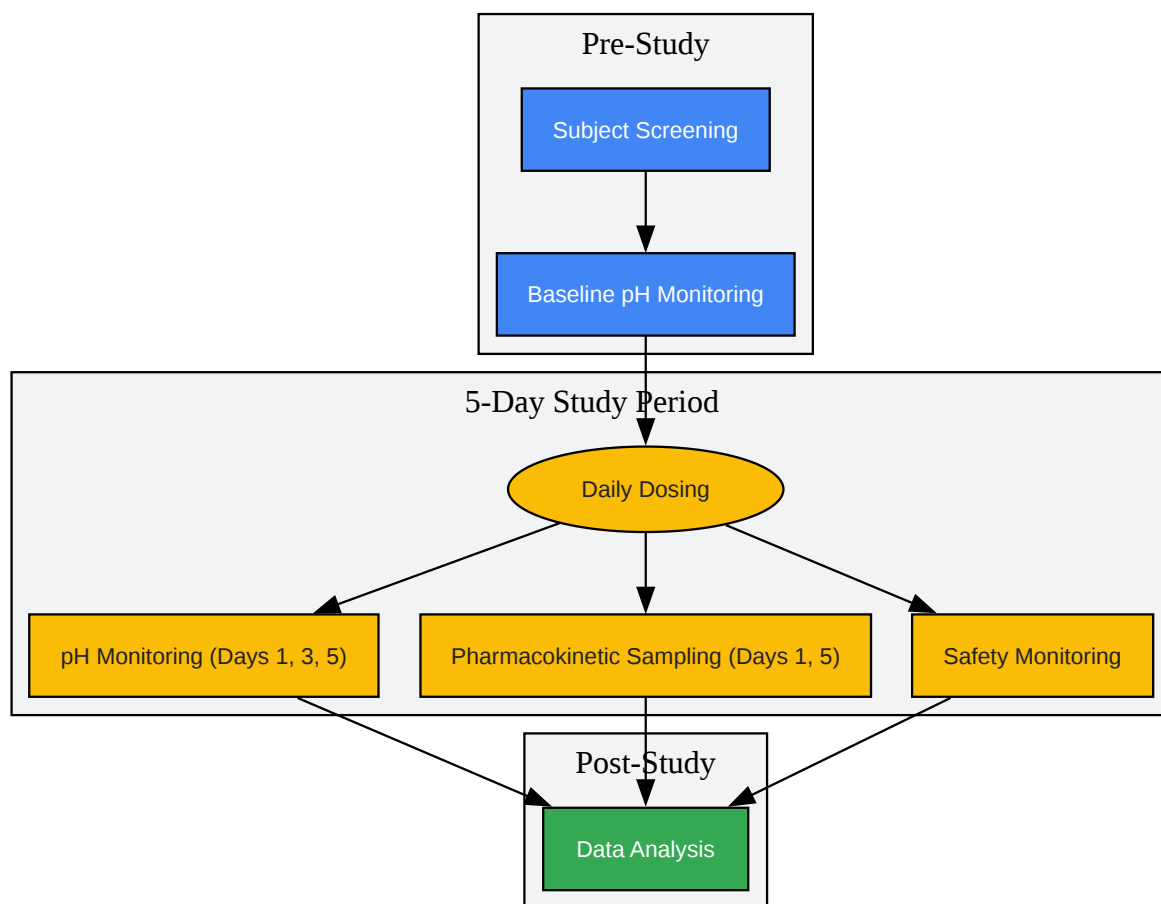 Pre-Study
Subject Screening
Baseline pH Monitoring
5-Day Study Period
Daily Dosing
pH Monitoring (Days 1, 3, 5)
Pharmacokinetic Sampling (Days 1, 5)
Safety Monitoring
Post-Study
Data Analysis